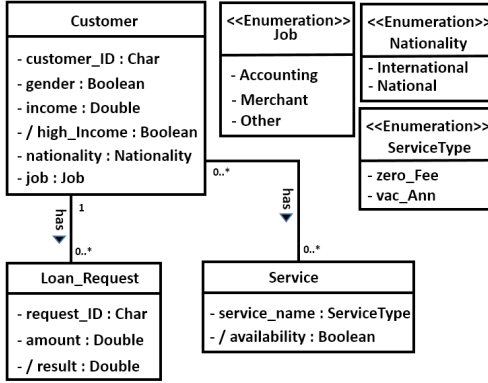 Customer
- customer_ID : Char
- gender : Boolean
- income : Double
- / high_Income : Boolean
- nationality : Nationality
- job : Job
<<Enumeration>>
Job
- Accounting
- Merchant
- Other
<<Enumeration>>
Nationality
- International
- National
<<Enumeration>>
ServiceType
- zero_Fee
- vac_Ann
0..*
has
0..*
1
has
0..*
Loan_Request
- request_ID : Char
- amount : Double
- / result : Double
Service
- service_name : ServiceType
- / availability : Boolean